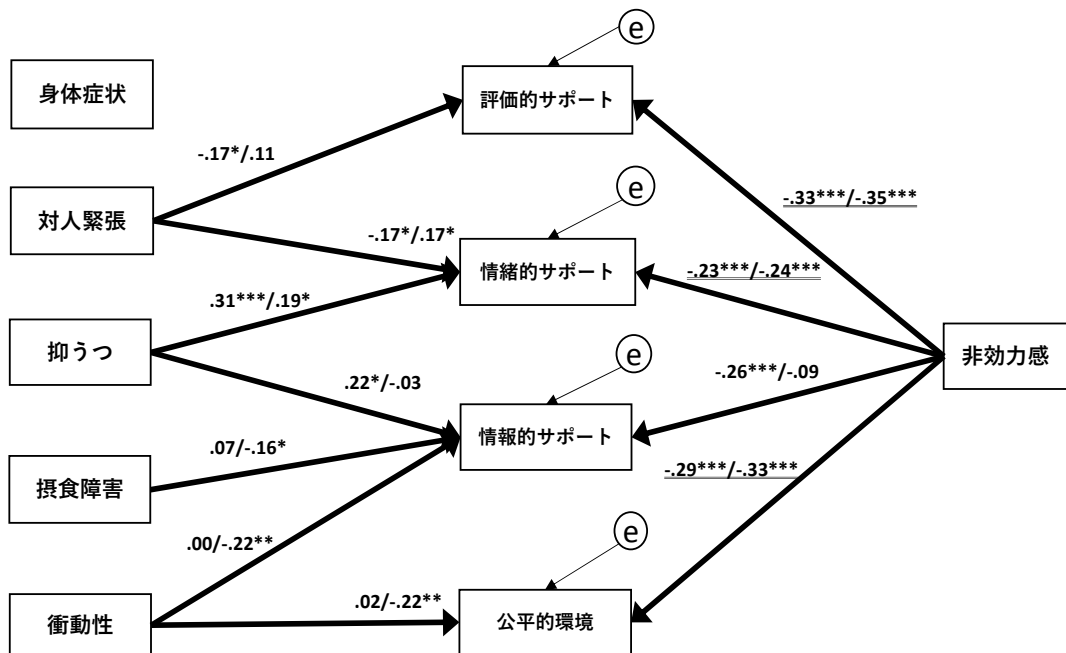 e
身体症状
評価的サポート
-.17*/.11
対人緊張
e
-.33***/-.35***
-.17*/.17*
情緒的サポート
-.23***/-.24***
.31***/.19*
抑うつ
e
非効力感
.22*/-.03
-.26***/-.09
情報的サポート
.07/-.16*
摂食障害
-.29***/-.33***
e
.00/-.22**
.02/-.22**
衝動性
公平的環境